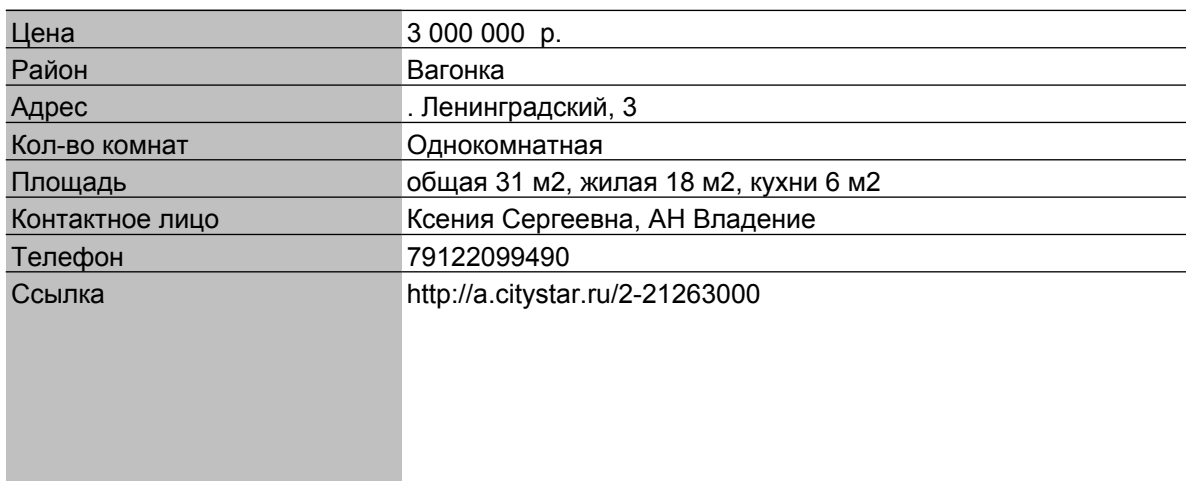 Цена 3 000 000 р.
Район Вагонка
Адрес . Ленинградский, 3
Кол-во комнат Однокомнатная
Площадь общая 31 м2, жилая 18 м2, кухни 6 м2
Контактное лицо Ксения Сергеевна, АН Владение
Телефон 79122099490
Ссылка http://a.citystar.ru/2-21263000